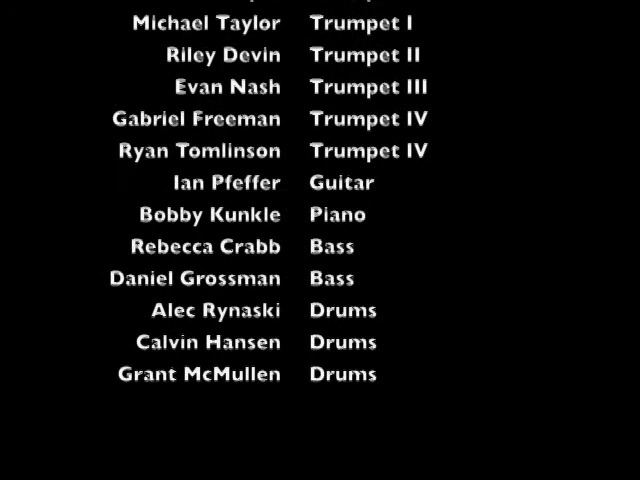 Michael Taylor Trumpet I
Riley Devin Trumpet II
Evan Nash Trumpet III
Gabriel Freeman Trumpet IV
Ryan Tomlinson Trumpet IV
Ian Pfeffer Guitar
Bobby Kunkle Piano
Rebecca Crabb Bass
Daniel Grossman Bass
Alec Rynaski Drums
Calvin Hansen Drums
Grant McMullen Drums